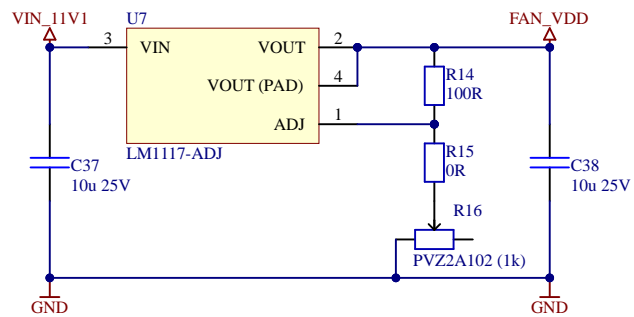 VIN_11V1
U7
FAN_VDD
3
VIN
VOUT
2
VOUT (PAD)
4
ADJ
1
LM1117-ADJ
R14
100R
R15
0R
C37
10u 25V
C38
10u 25V
R16
PVZ2A102 (1k)
GND
GND